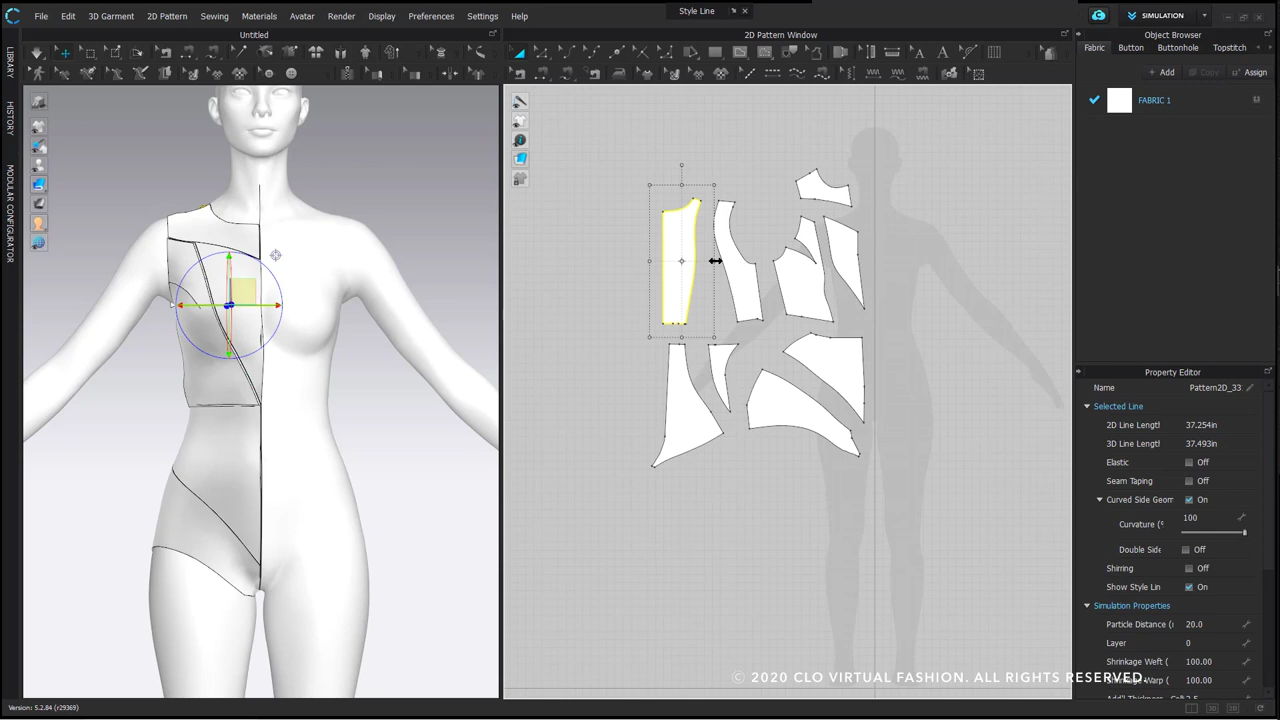 File Edit 3D Garment 2D Pattern Sewing Materials Avatar Render Display Preferences Settings Help
Style Line
SIMULATION
Untitled
2D Pattern Window
Object Browser
Fabric Button Buttonhole Topstitch
LIBRARY
HISTORY
MODULAR CONFIGURATOR
Add Copy Assign
FABRIC 1
Property Editor
Name Pattern2D_33
Selected Line
2D Line Lengtl 37.254in
3D Line Lengtl 37.493in
Elastic Off
Seam Taping Off
Curved Side Geom On
Curvature (% 100
Double Side Off
Shirring Off
Show Style Lin On
Simulation Properties
Particle Distance (r 20.0
Layer 0
Shrinkage Weft ( 100.00
Shrinkage Warp ( 100.00
© 2020 CLO VIRTUAL FASHION. ALL RIGHTS RESERVED.
Version: 5.2.84 (r29369)
3D 2D